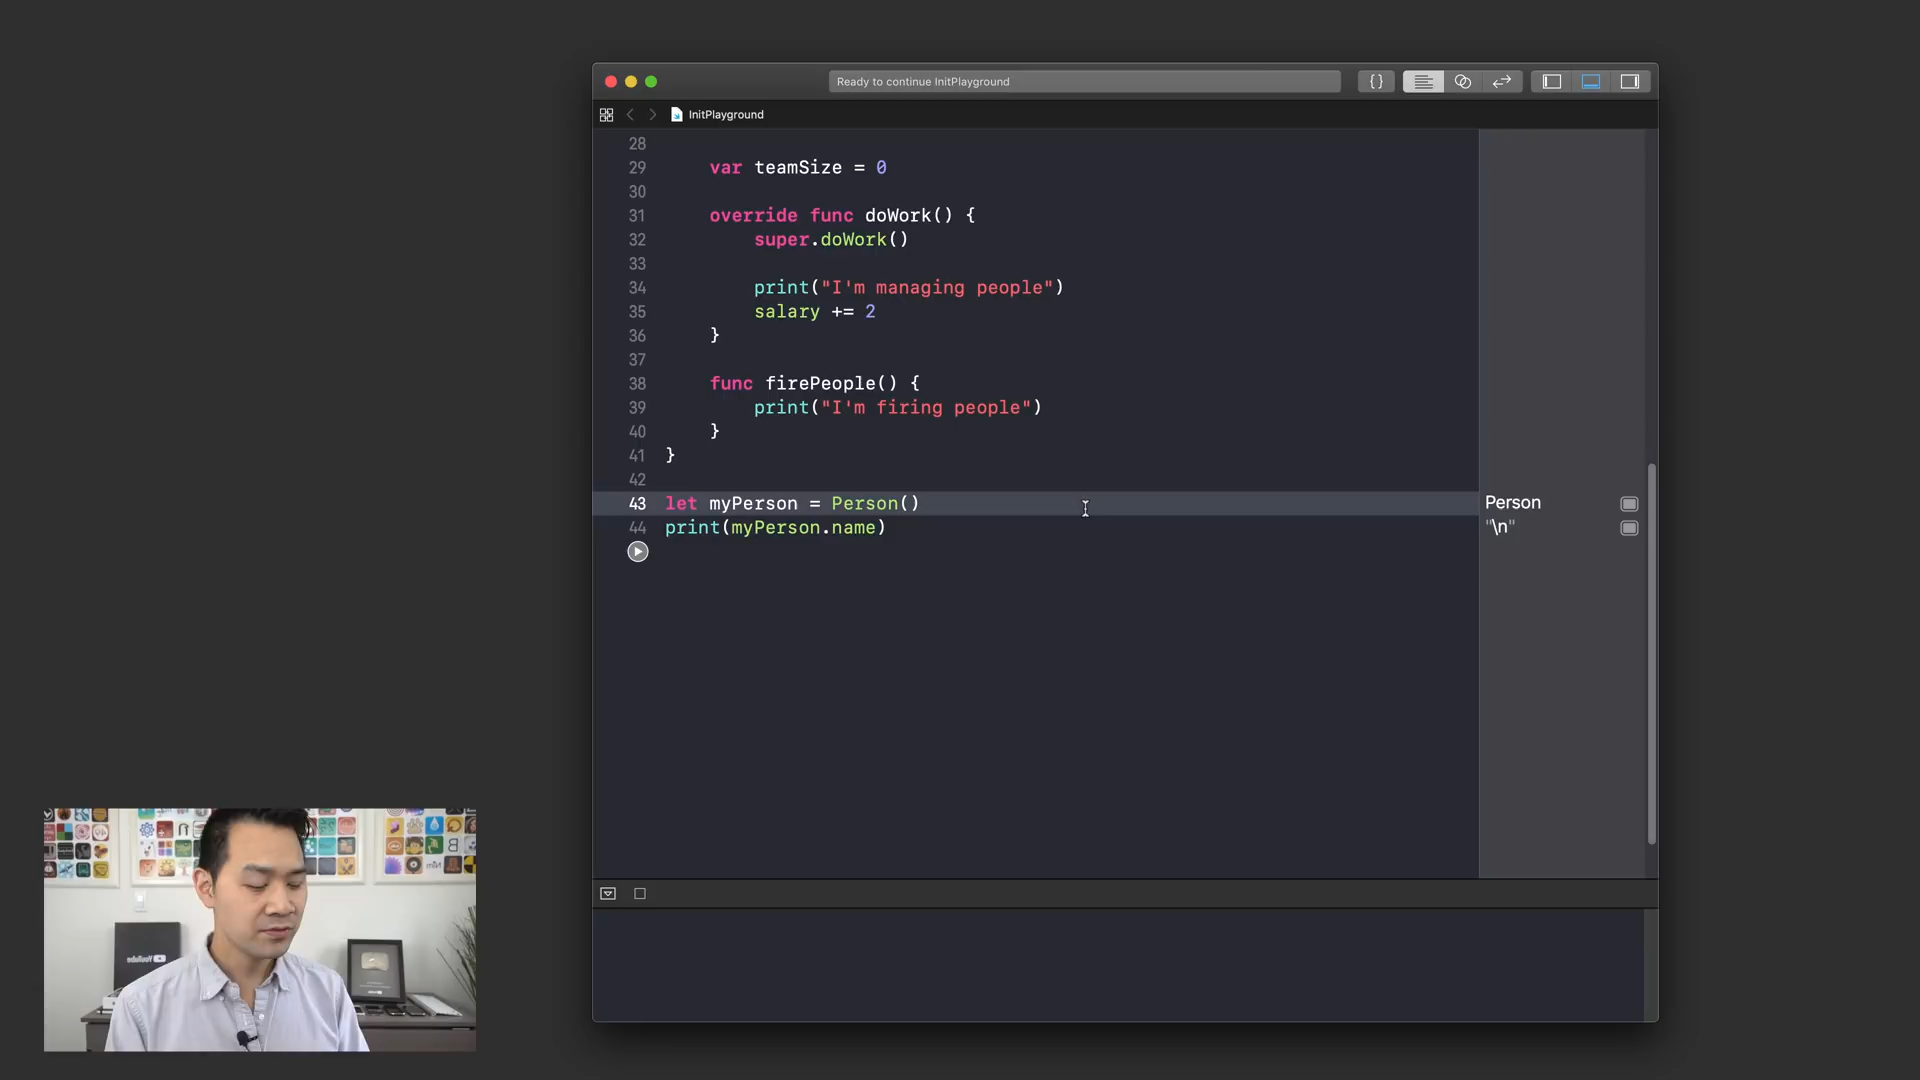 Ready to continue InitPlayground
{}
InitPlayground
28
29 var teamSize = 0
30
31 override func doWork() {
32 super.doWork()
33
34 print("I'm managing people")
35 salary += 2
36 }
37
38 func firePeople() {
39 print("I'm firing people")
40 }
41 }
42
43 let myPerson = Person()
Person
44 print(myPerson.name)
"\n"